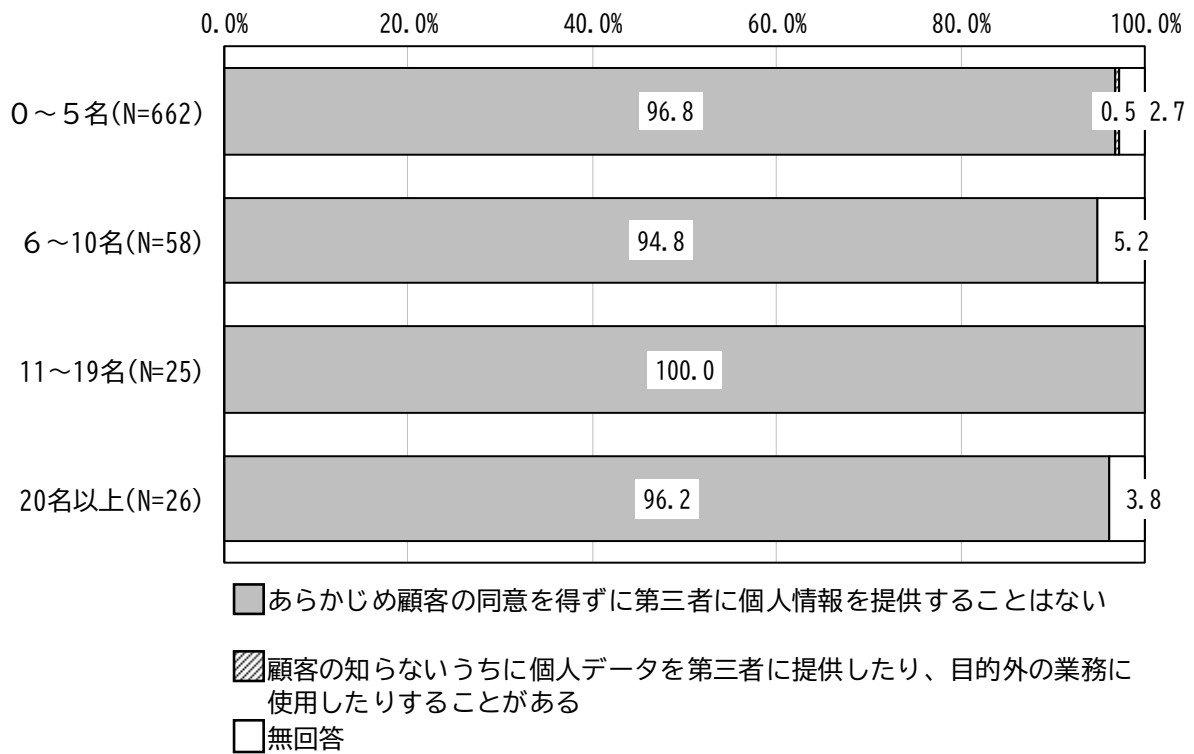 0.0% 20.0% 40.0% 60.0% 80.0% 100.0%
０～５名(N=662) 96.8 0.5 2.7
６～10名(N=58) 94.8 5.2
11～19名(N=25) 100.0
20名以上(N=26) 96.2 3.8
あらかじめ顧客の同意を得ずに第三者に個人情報を提供することはない
顧客の知らないうちに個人データを第三者に提供したり、目的外の業務に
使用したりすることがある
無回答